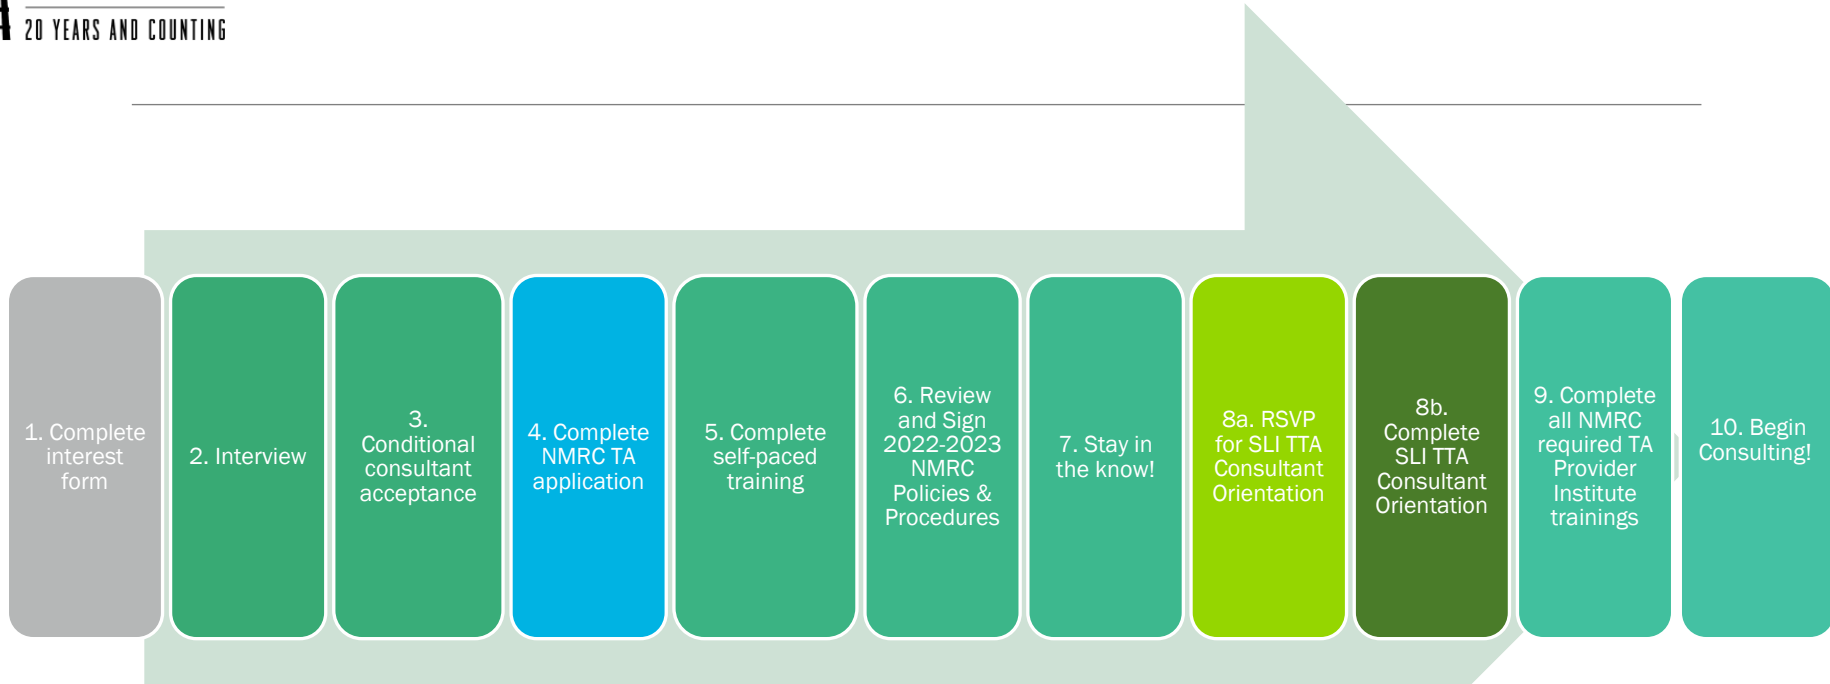 20 YEARS AND COUNTING
1. Complete
interest
form
2. Interview
3.
Conditional
consultant
acceptance
4. Complete
NMRC TA
application
5. Complete
self-paced
training
6. Review
and Sign
2022-2023
NMRC
Policies &
Procedures
7. Stay in
the know!
8a. RSVP
for SLI TTA
Consultant
Orientation
8b.
Complete
SLI TTA
Consultant
Orientation
9. Complete
all NMRC
required TA
Provider
Institute
trainings
10. Begin
Consulting!